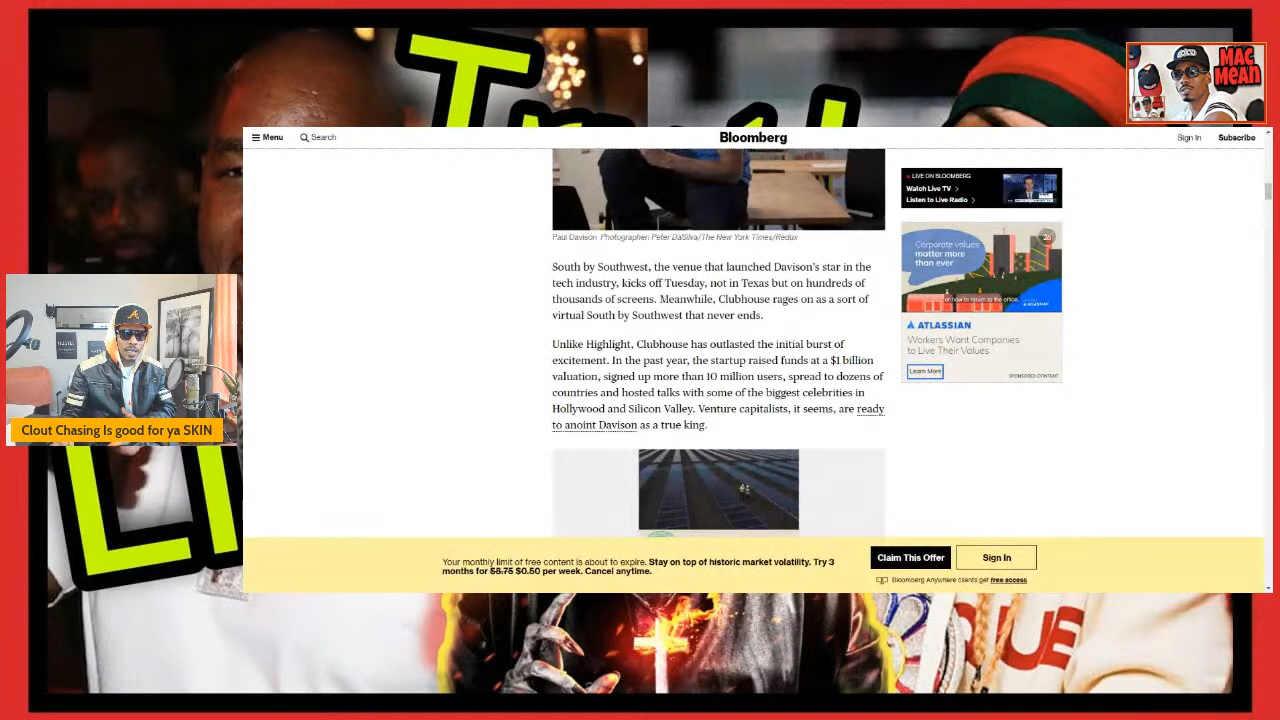 MAC
MEAN
Menu
Search
Bloomberg
Sign In
Subscribe
LIVE ON BLOOMBERG
Watch Live TV
Listen to Live Radio
Paul Davison Photographer: Peter DaSilva/The New York Times/Redux
South by Southwest, the venue that launched Davison's star in the
tech industry, kicks off Tuesday, not in Texas but on hundreds of
thousands of screens. Meanwhile, Clubhouse rages on as a sort of
virtual South by Southwest that never ends.
Unlike Highlight, Clubhouse has outlasted the initial burst of
excitement. In the past year, the startup raised funds at a $1 billion
valuation, signed up more than 10 million users, spread to dozens of
countries and hosted talks with some of the biggest celebrities in
Hollywood and Silicon Valley. Venture capitalists, it seems, are ready
to anoint Davison as a true king.
Corporate values
matter more
than ever
or how to return to the office,
ATLASSIAN
ATLASSIAN
Workers Want Companies
to Live Their Values
Learn More
SPONSORED CONTENT
Clout Chasing Is good for ya SKIN
Your monthly limit of free content is about to expire. Stay on top of historic market volatility. Try 3
months for $8.75 $0.50 per week. Cancel anytime.
Claim This Offer
Sign In
Bloomberg Anywhere clients get free access